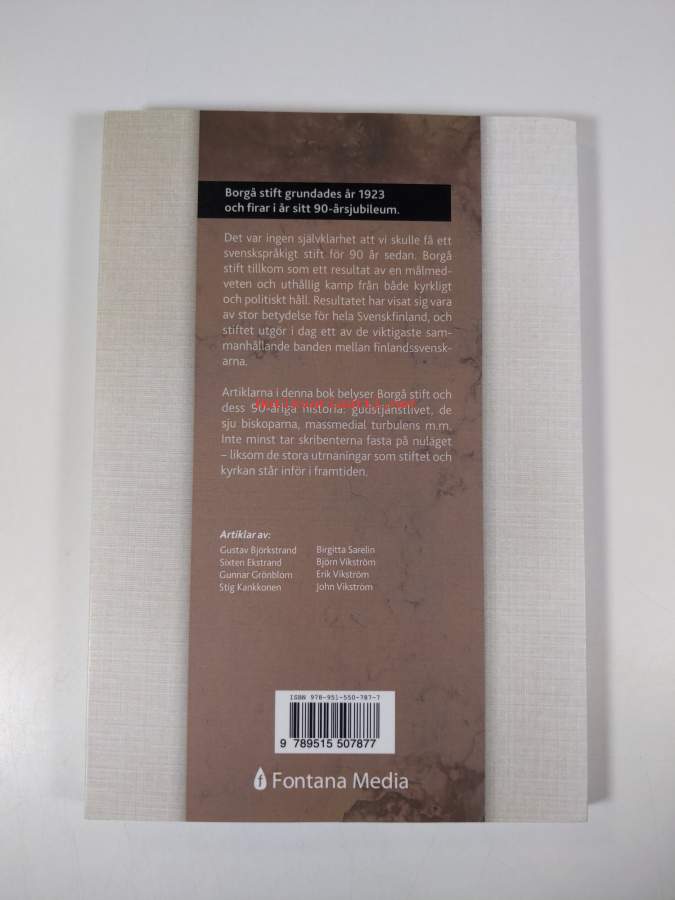 Borgå stift grundades år 1923
och firar i år sitt 90-årsjubileum.
Det var ingen självklarhet att vi skulle få ett
svenskspråkigt stift för 90 år sedan. Borgå
stift tillkom som ett resultat av en målmed-
veten och uthållig kamp från både kyrkligt
och politiskt håll. Resultatet har visat sig vara
av stor betydelse för hela Svenskfinland, och
stiftet utgör i dag ett av de viktigaste sam-
manhållande banden mellan finlandssvensk-
arna.
Artiklarna i denna bok belyser Borgå stift och
dess 90-åriga historia: gudstjänstlivet, de
sju biskoparna, massmedial turbulens m.m.
Inte minst tar skribenterna fasta på nuläget
– liksom de stora utmaningar som stiftet och
kyrkan står inför i framtiden.
Artiklar av:
Gustav Björkstrand
Sixten Ekstrand
Gunnar Grönblom
Stig Kankkonen
Birgitta Sarelin
Björn Vikström
Erik Vikström
John Vikström
ISBN 978-951-550-787-7
9 789515 507877
Fontana Media